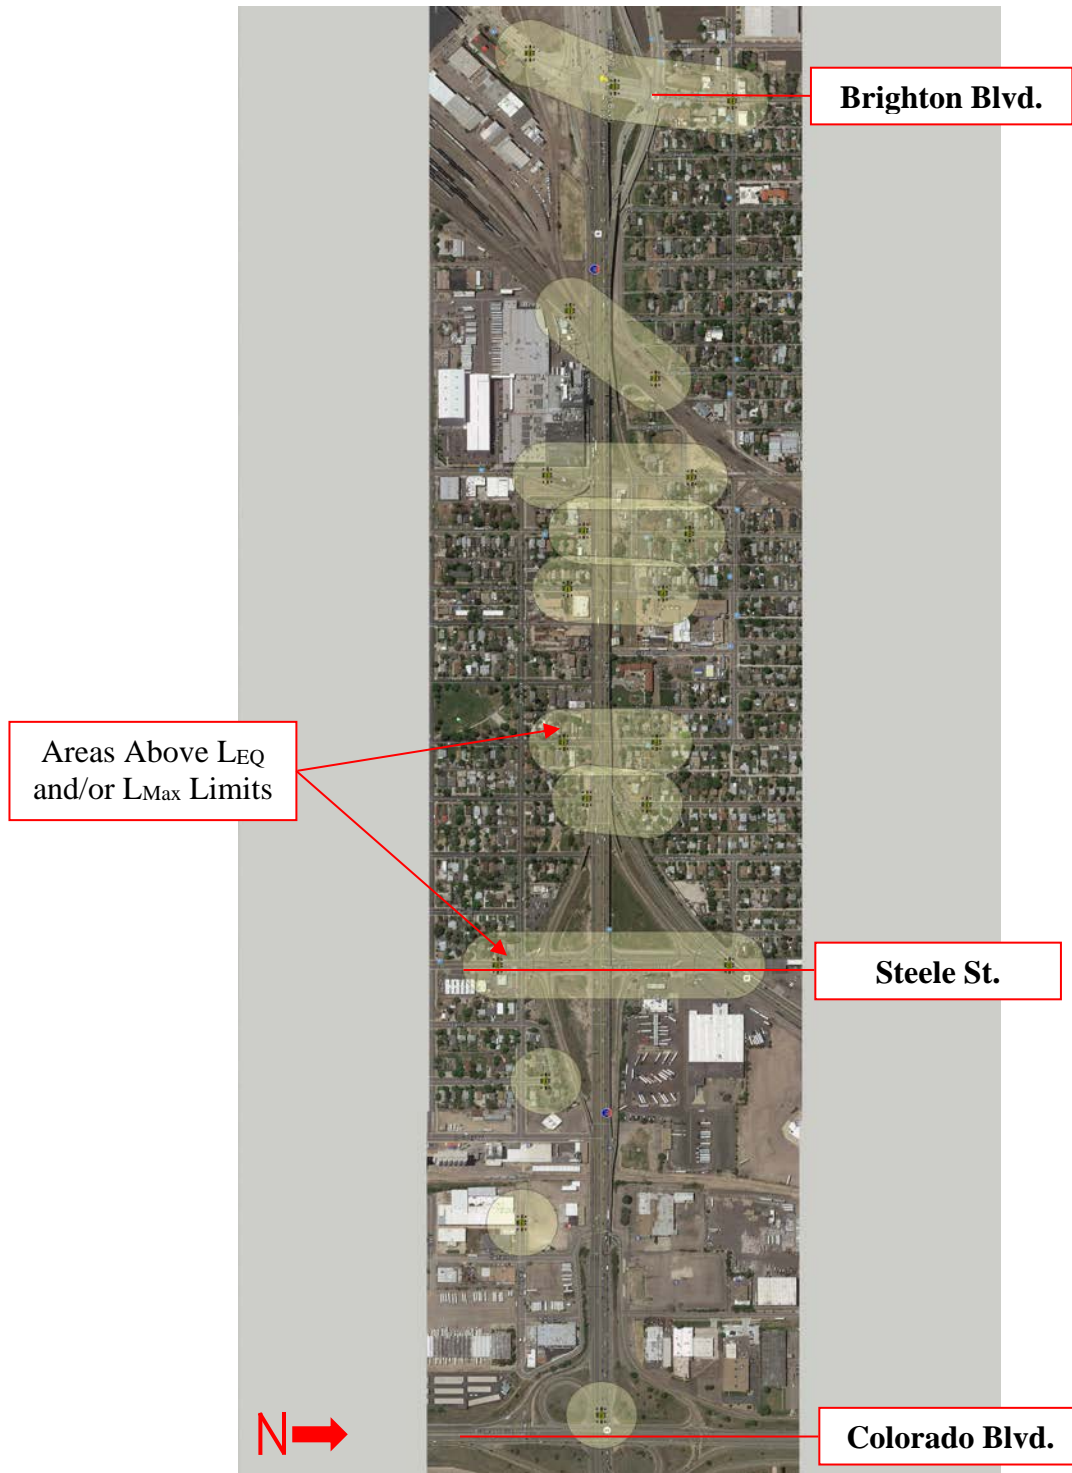 Brighton Blvd.
Areas Above LEQ
and/or LMax Limits
Steele St.
N
Colorado Blvd.